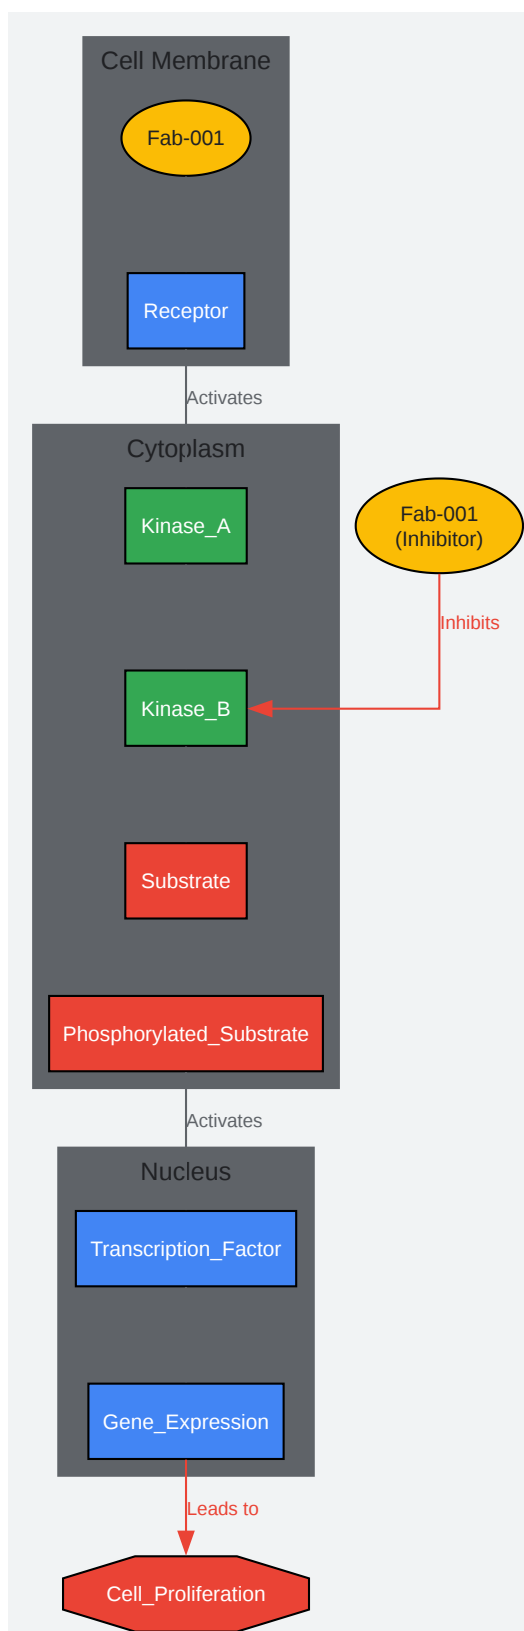 Cell Membrane
Fab-001
Receptor
Activates
Cytoplasm
Kinase_A
Fab-001
(Inhibitor)
Inhibits
Kinase_B
Substrate
Phosphorylated_Substrate
Activates
Nucleus
Transcription_Factor
Gene_Expression
Leads to
Cell_Proliferation